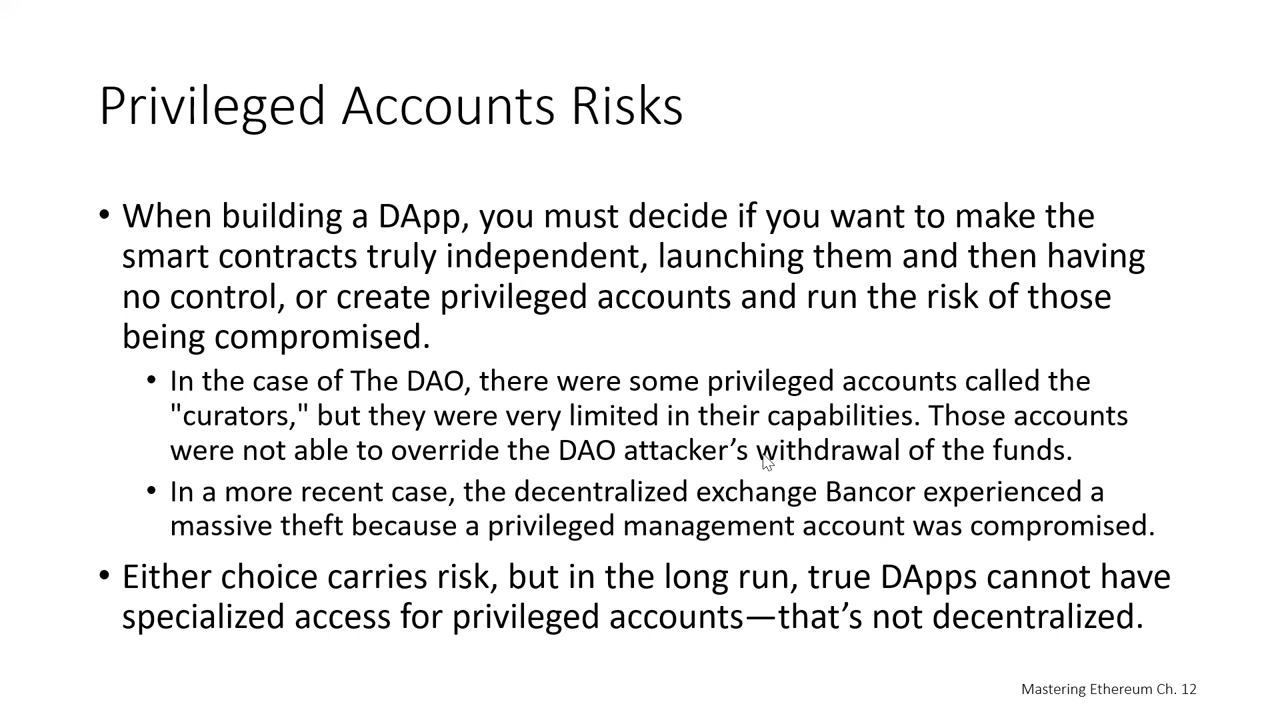 Privileged Accounts Risks
• When building a DApp, you must decide if you want to make the
smart contracts truly independent, launching them and then having
no control, or create privileged accounts and run the risk of those
being compromised.
• In the case of The DAO, there were some privileged accounts called the
"curators," but they were very limited in their capabilities. Those accounts
were not able to override the DAO attacker’s withdrawal of the funds.
• In a more recent case, the decentralized exchange Bancor experienced a
massive theft because a privileged management account was compromised.
• Either choice carries risk, but in the long run, true DApps cannot have
specialized access for privileged accounts—that’s not decentralized.
Mastering Ethereum Ch. 12